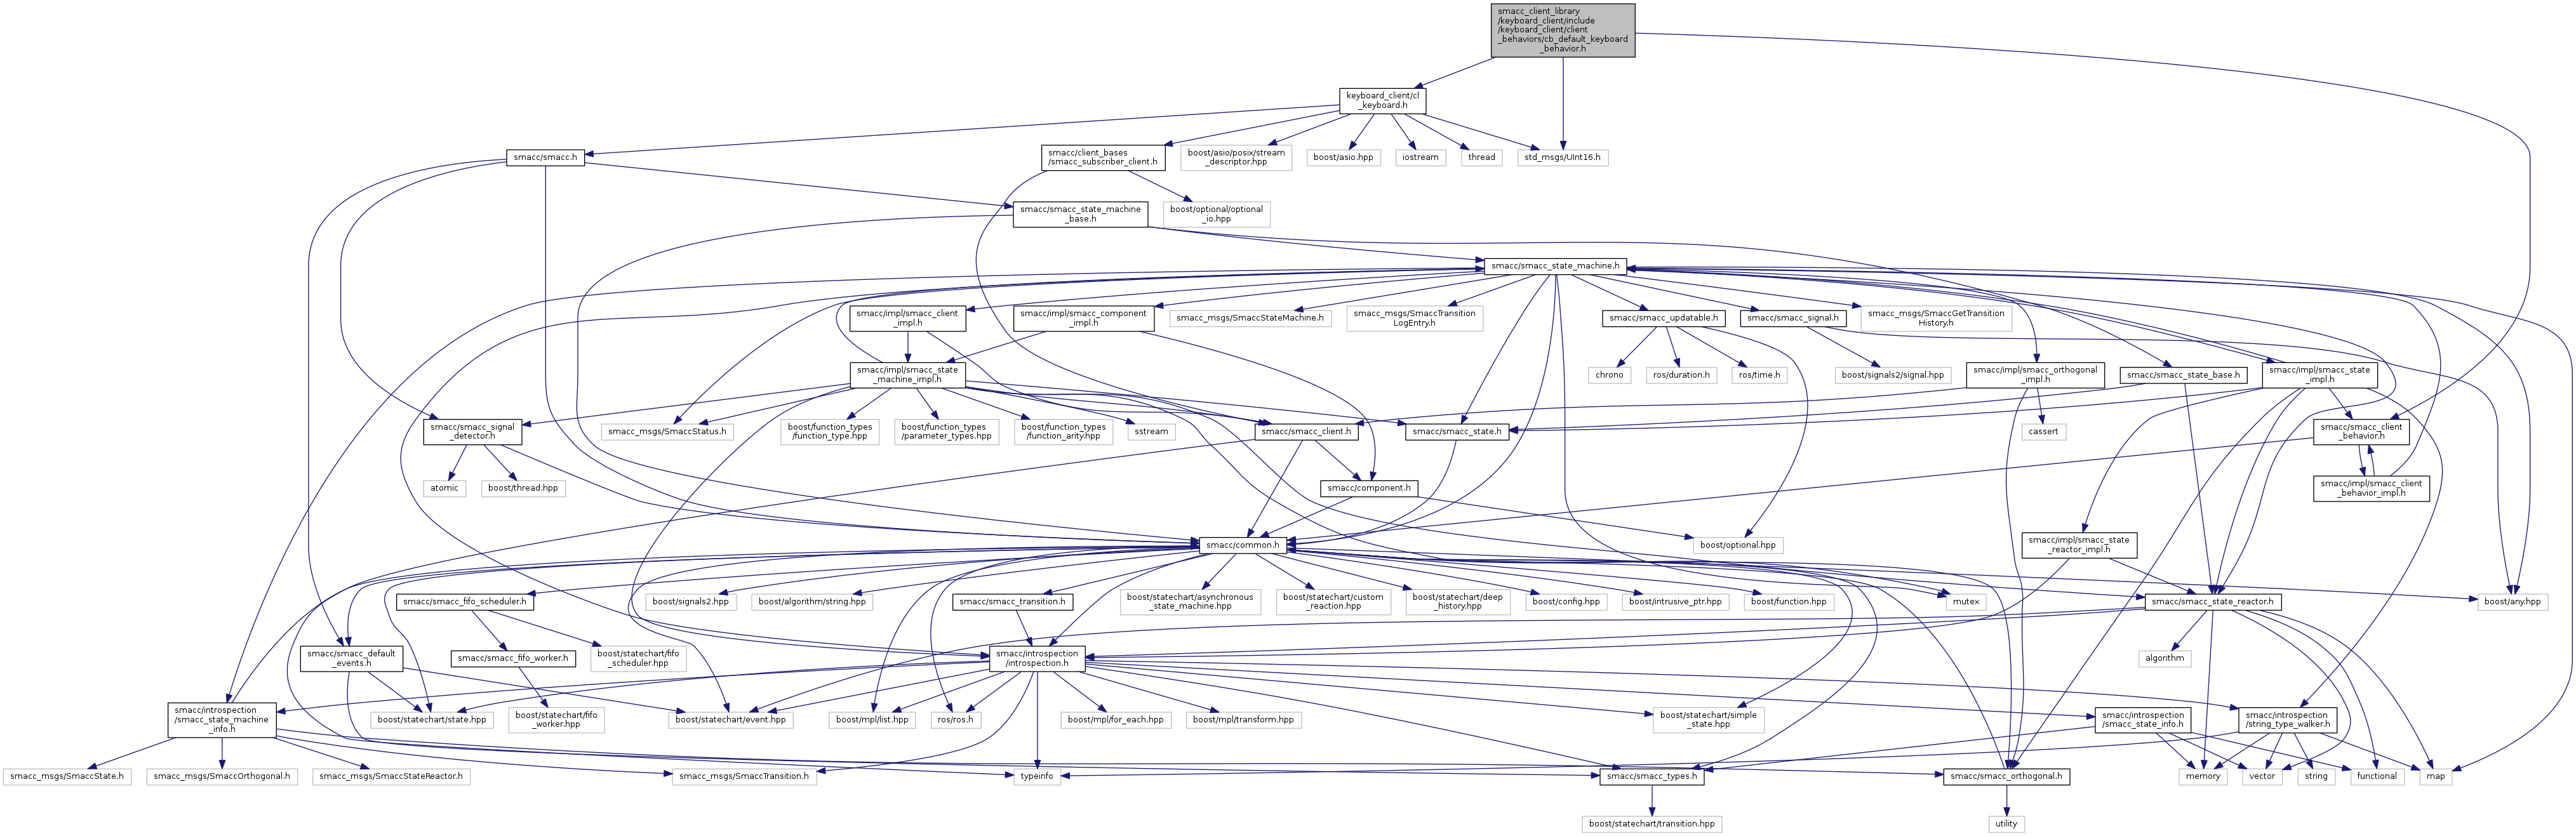 smacc_client_library
/keyboard_client/include
/keyboard_client/client
_behaviors/cb_default_keyboard
_behavior.h
keyboard_client/cl
_keyboard.h
smacc/smacc.h
smacc/client_bases
/smacc_subscriber_client.h
boost/asio/posix/stream
_descriptor.hpp
boost/asio.hpp
iostream
thread
std_msgs/UInt16.h
smacc/smacc_state_machine
_base.h
boost/optional/optional
_io.hpp
smacc/smacc_state_machine.h
smacc/impl/smacc_client
_impl.h
smacc/impl/smacc_component
_impl.h
smacc_msgs/SmaccStateMachine.h
smacc_msgs/SmaccTransition
LogEntry.h
smacc/smacc_updatable.h
smacc/smacc_signal.h
smacc_msgs/SmaccGetTransition
History.h
smacc/impl/smacc_state
_machine_impl.h
chrono
ros/duration.h
ros/time.h
boost/signals2/signal.hpp
smacc/impl/smacc_orthogonal
_impl.h
smacc/smacc_state_base.h
smacc/impl/smacc_state
_impl.h
smacc/smacc_signal
_detector.h
smacc_msgs/SmaccStatus.h
boost/function_types
/function_type.hpp
boost/function_types
/parameter_types.hpp
boost/function_types
/function_arity.hpp
sstream
smacc/smacc_client.h
smacc/smacc_state.h
cassert
smacc/smacc_client
_behavior.h
atomic
boost/thread.hpp
smacc/component.h
smacc/impl/smacc_client
_behavior_impl.h
smacc/common.h
boost/optional.hpp
smacc/impl/smacc_state
_reactor_impl.h
smacc/smacc_fifo_scheduler.h
boost/signals2.hpp
boost/algorithm/string.hpp
smacc/smacc_transition.h
boost/statechart/asynchronous
_state_machine.hpp
boost/statechart/custom
_reaction.hpp
boost/statechart/deep
_history.hpp
boost/config.hpp
boost/intrusive_ptr.hpp
boost/function.hpp
mutex
smacc/smacc_state_reactor.h
boost/any.hpp
smacc/smacc_default
_events.h
smacc/smacc_fifo_worker.h
boost/statechart/fifo
_scheduler.hpp
smacc/introspection
/introspection.h
algorithm
smacc/introspection
/smacc_state_machine
_info.h
boost/statechart/state.hpp
boost/statechart/fifo
_worker.hpp
boost/statechart/event.hpp
boost/mpl/list.hpp
ros/ros.h
boost/mpl/for_each.hpp
boost/mpl/transform.hpp
boost/statechart/simple
_state.hpp
smacc/introspection
/smacc_state_info.h
smacc/introspection
/string_type_walker.h
smacc_msgs/SmaccState.h
smacc_msgs/SmaccOrthogonal.h
smacc_msgs/SmaccStateReactor.h
smacc_msgs/SmaccTransition.h
typeinfo
smacc/smacc_types.h
smacc/smacc_orthogonal.h
memory
vector
string
functional
map
boost/statechart/transition.hpp
utility